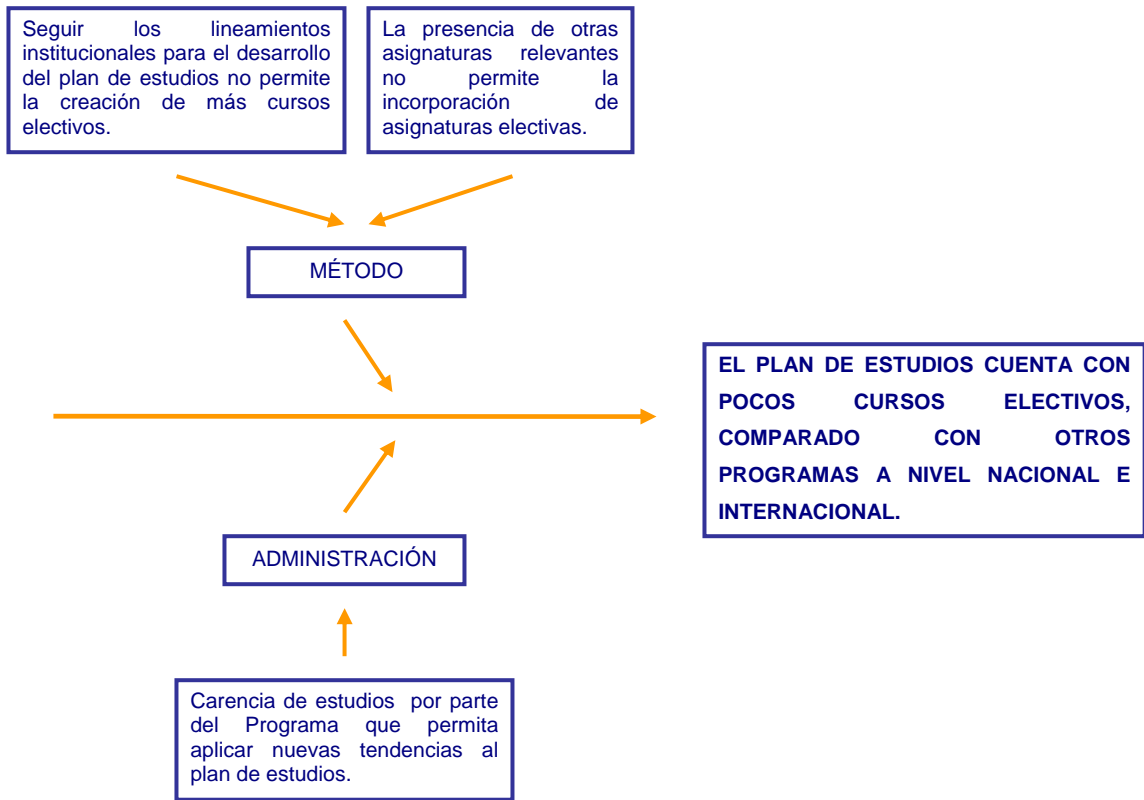 Seguir los lineamientos
institucionales para el desarrollo
del plan de estudios no permite
la creación de más cursos
electivos.
La presencia de otras
asignaturas relevantes
no permite la
incorporación de
asignaturas electivas.
MÉTODO
EL PLAN DE ESTUDIOS CUENTA CON
POCOS CURSOS ELECTIVOS,
COMPARADO CON OTROS
PROGRAMAS A NIVEL NACIONAL E
INTERNACIONAL.
ADMINISTRACIÓN
Carencia de estudios por parte
del Programa que permita
aplicar nuevas tendencias al
plan de estudios.